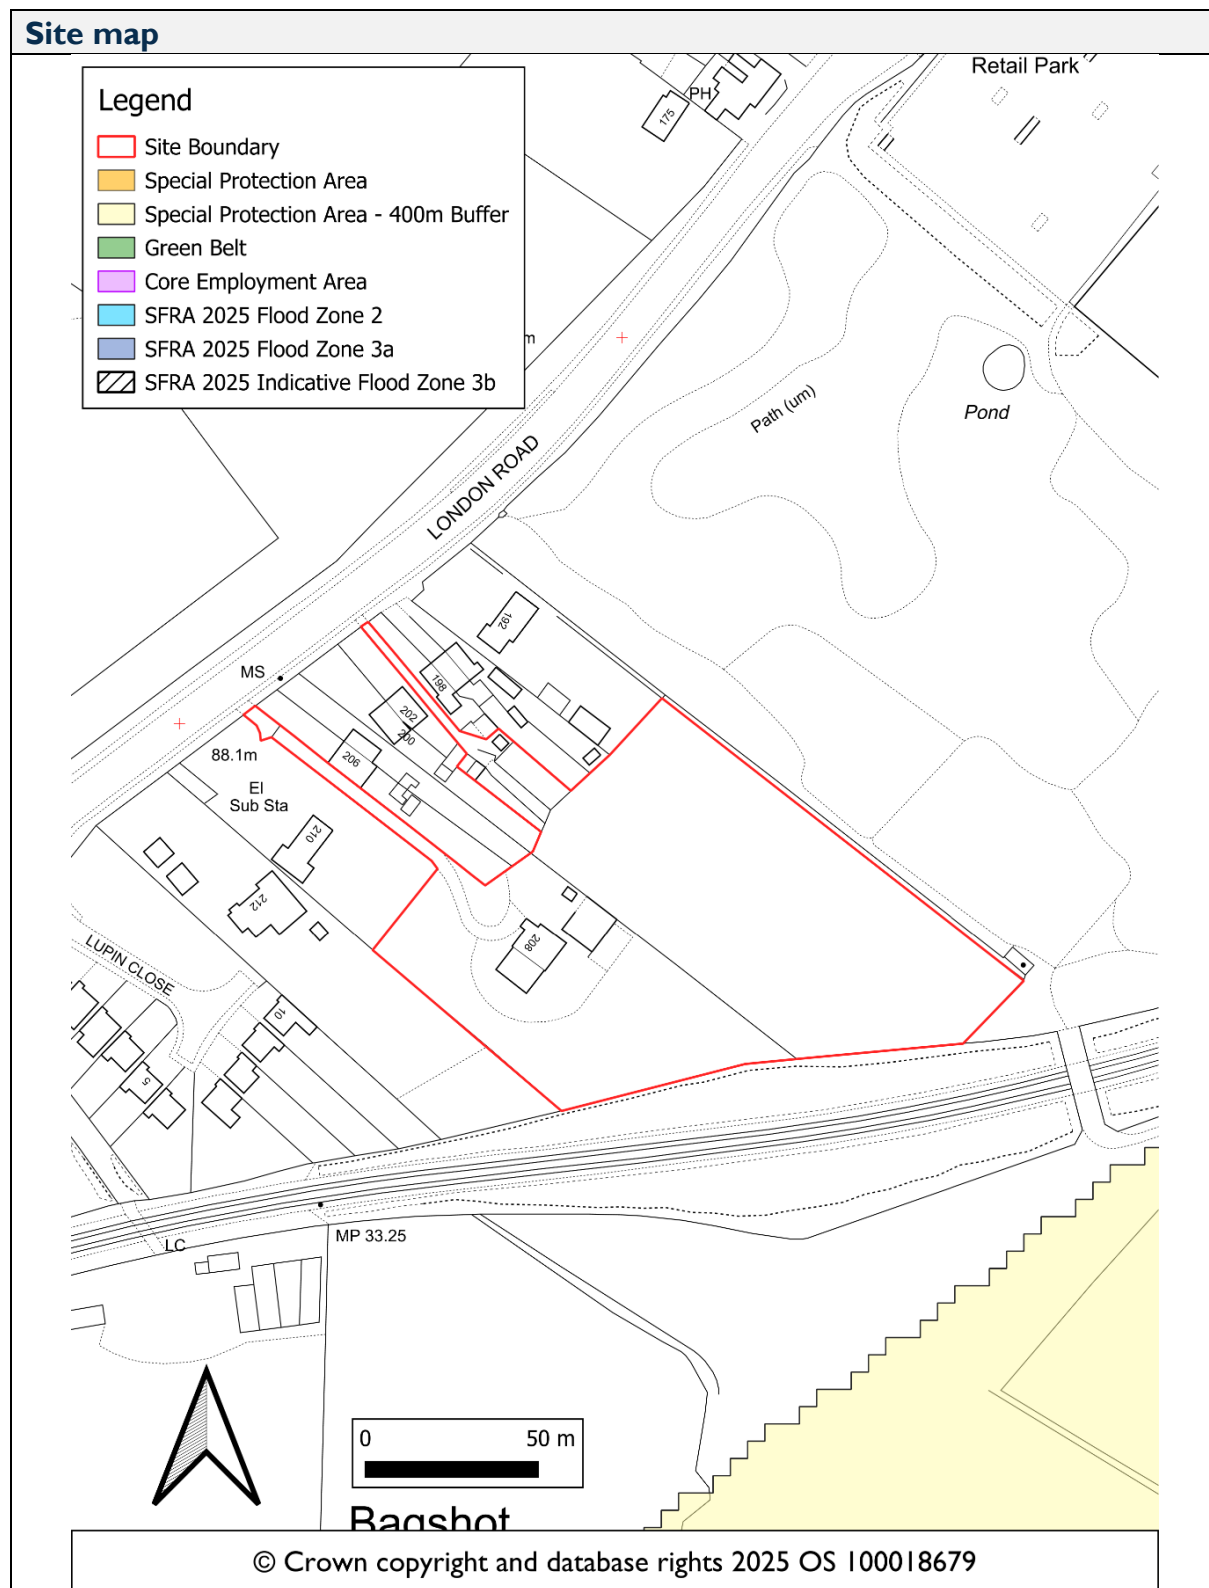 Site map
Legend
Site Boundary
Special Protection Area
Special Protection Area - 400m Buffer
Green Belt
Core Employment Area
SFRA 2025 Flood Zone 2
SFRA 2025 Flood Zone 3a
SFRA 2025 Indicative Flood Zone 3b
Retail Park
PH
175
m
Path (um)
Pond
LONDON ROAD
192
MS
198
202
200
206
88.1m
El
Sub Sta
210
212
208
LUPIN CLOSE
10
5
MP 33.25
LC
0 50 m
Bagshot
© Crown copyright and database rights 2025 OS 100018679